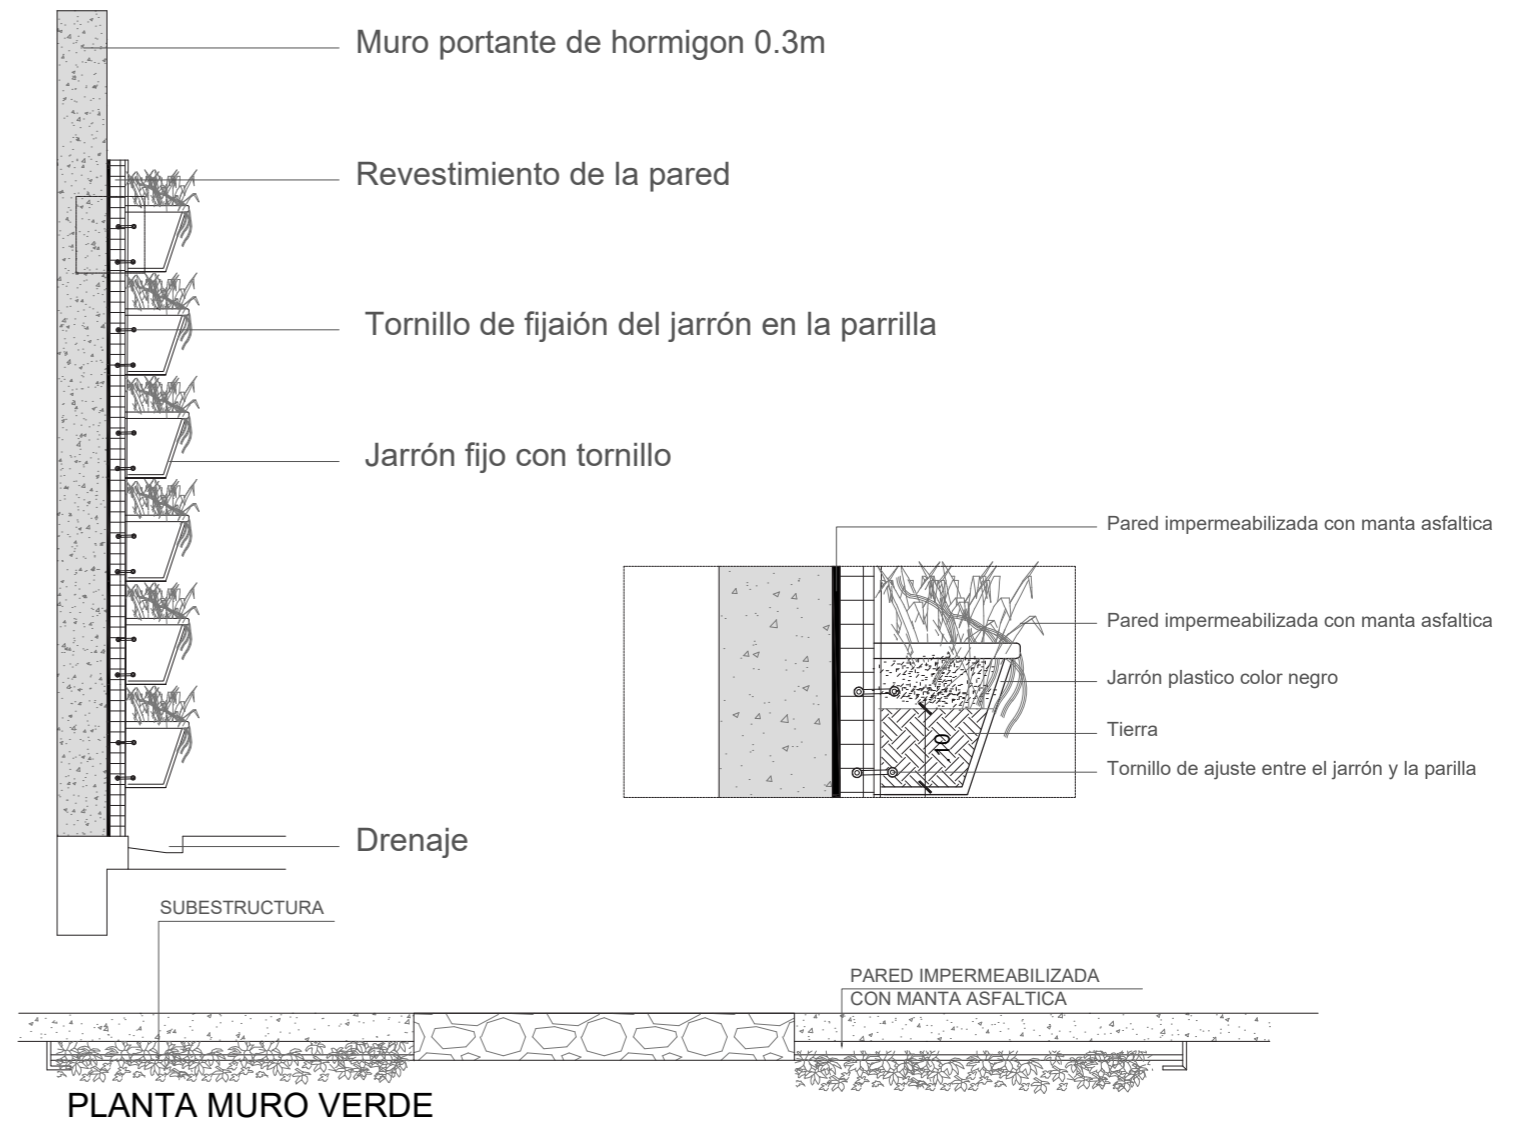 Muro portante de hormigon 0.3m
Revestimiento de la pared
Tornillo de fijaión del jarrón en la parrilla
Jarrón fijo con tornillo
Pared impermeabilizada con manta asfaltica
Pared impermeabilizada con manta asfaltica
Jarrón plastico color negro
Tierra
10
Tornillo de ajuste entre el jarrón y la parilla
Drenaje
SUBESTRUCTURA
PARED IMPERMEABILIZADA
CON MANTA ASFALTICA
PLANTA MURO VERDE